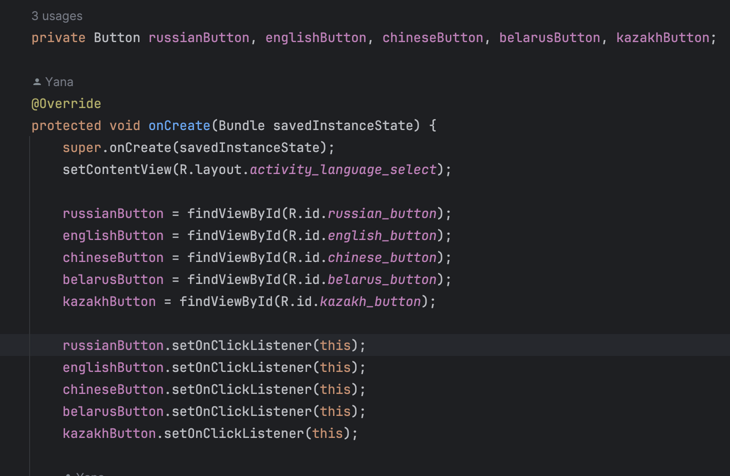 3 usages
private Button russianButton, englishButton, chineseButton, belarusButton, kazakhButton;
Yana
@Override
protected void onCreate(Bundle savedInstanceState) {
super.onCreate(savedInstanceState);
setContentView(R.layout.activity_language_select);
russianButton = findViewById(R.id.russian_button);
englishButton = findViewById(R.id.english_button);
chineseButton = findViewById(R.id.chinese_button);
belarusButton = findViewById(R.id.belarus_button);
kazakhButton = findViewById(R.id.kazakh_button);
russianButton.setOnClickListener(this);
englishButton.setOnClickListener(this);
chineseButton.setOnClickListener(this);
belarusButton.setOnClickListener(this);
kazakhButton.setOnClickListener(this);